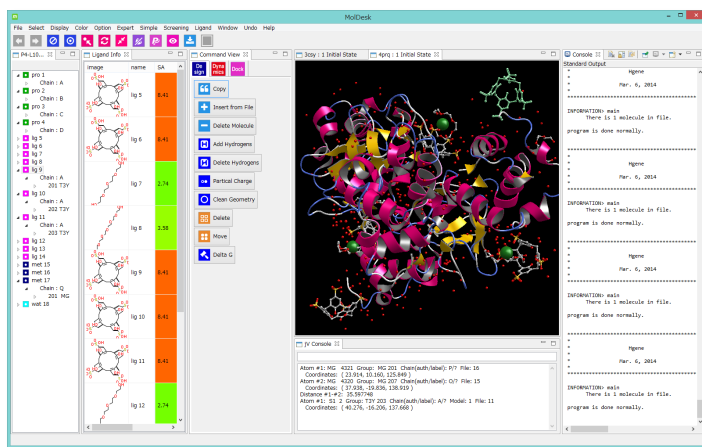 MolDesk
File Select Display Color Option Expert Simple Screening Ligand Window Undo Help
P4-L10...
pro 1
Chain : A
pro 2
Chain : B
pro 3
Chain : C
pro 4
Chain : D
lig 5
lig 6
lig 7
lig 8
lig 9
Chain : A
201 T3Y
lig 10
Chain : A
202 T3Y
lig 11
Chain : A
203 T3Y
lig 12
lig 13
lig 14
met 15
met 16
met 17
Chain : Q
201 MG
wat 18
Ligand Info
image name SA
lig 5 8.41
lig 6 8.41
lig 7 2.74
lig 8 3.58
lig 9 8.41
lig 10 8.41
lig 11 8.41
lig 12 2.74
Command View
De sign
Dyna mics
Dock
Copy
Insert from File
Delete Molecule
Add Hydrogens
Delete Hydrogens
Partical Charge
Clean Geometry
Delete
Move
Delta G
3csy : 1 Initial State
4prq : 1 Initial State
JV Console
Atom #1: MG 4321 Group: MG 201 Chain(auth/label): P/? File: 16
Coordinates: ( 23.914, 10.160, 125.849 )
Atom #2: MG 4320 Group: MG 207 Chain(auth/label): O/? File: 15
Coordinates: ( 37.938, -19.836, 138.919 )
Distance #1-#2: 35.597748
Atom #1: S1 2 Group: T3Y 203 Chain(auth/label): A/? Model: 1 File: 11
Coordinates: ( 40.276, -16.206, 137.668 )
Console
Standard Output
* Hgene
*
* Mar. 6, 2014
*
******************************************
INFORMATION> main
There is 1 molecule in file.
program is done normally.
******************************************
*
* Hgene
*
* Mar. 6, 2014
*
******************************************
INFORMATION> main
There is 1 molecule in file.
program is done normally.
******************************************
*
* Hgene
*
* Mar. 6, 2014
*
******************************************
INFORMATION> main
There is 1 molecule in file.
program is done normally.
******************************************
*
* Hgene
*
* Mar. 6, 2014
*
******************************************
INFORMATION> main
There is 1 molecule in file.
program is done normally.